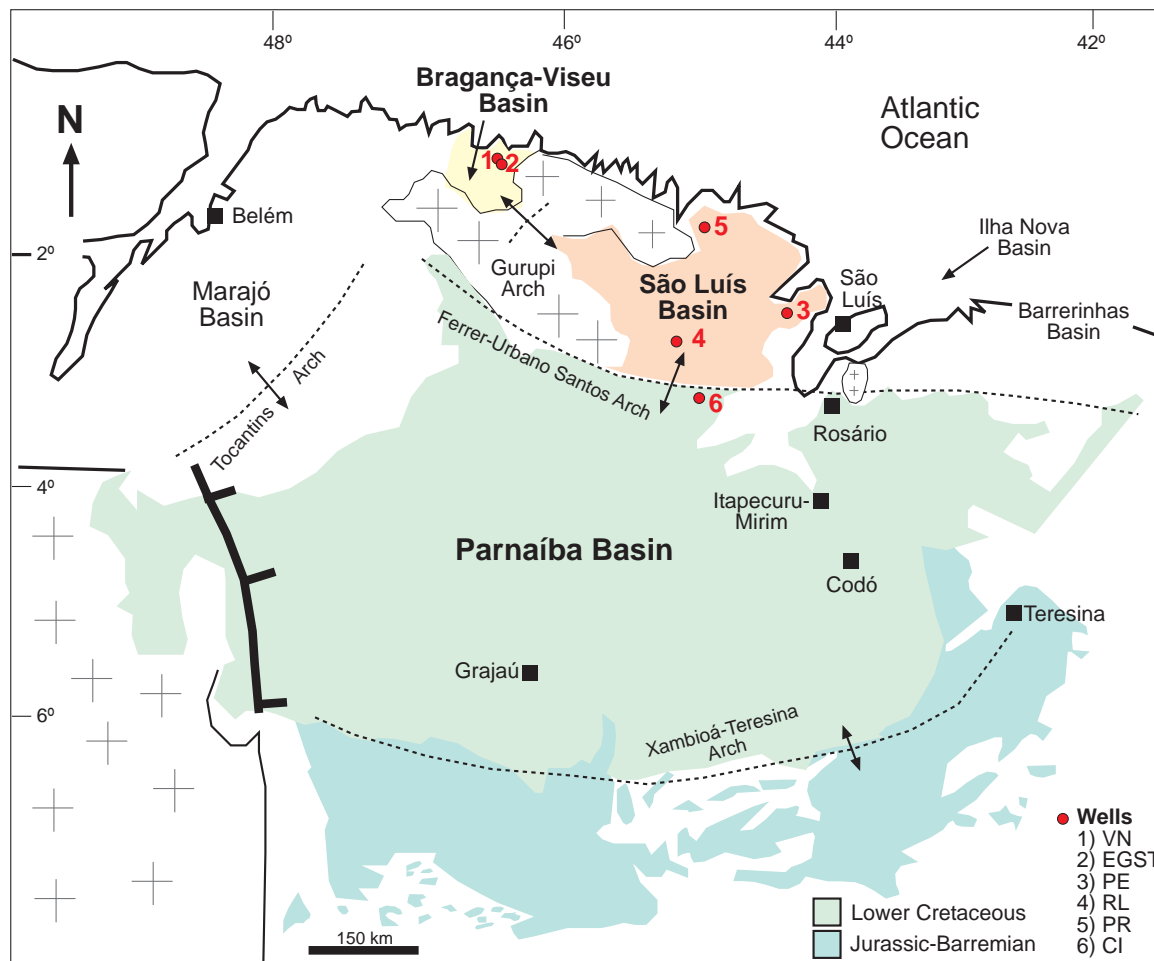 48º
46º
44º
42º
Bragança-Viseu
Basin
Atlantic
Ocean
N
1
2
Belém
5
Ilha Nova
Basin
2º
Gurupi
Arch
São Luís
Basin
São
Luís
Marajó
Basin
3
Barrerinhas
Basin
4
Ferrer-Urbano Santos Arch
Tocantins Arch
6
Rosário
4º
Itapecuru-
Mirim
Parnaíba Basin
Codó
Teresina
Grajaú
6º
Xambioá-Teresina
Arch
Wells
1) VN
2) EGST
3) PE
4) RL
5) PR
6) CI
Lower Cretaceous
Jurassic-Barremian
150 km